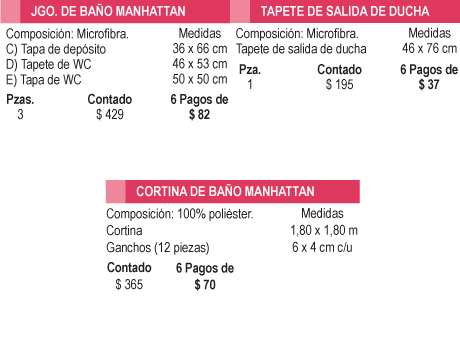 JGO. DE BAÑO MANHATTAN
Composición: Microfibra. Medidas
C) Tapa de depósito 36 x 66 cm
D) Tapete de WC 46 x 53 cm
E) Tapa de WC 50 x 50 cm
Pzas. Contado 6 Pagos de
3 $ 429 $ 82
TAPETE DE SALIDA DE DUCHA
Composición: Microfibra. Medidas
Tapete de salida de ducha 46 x 76 cm
Pza. Contado 6 Pagos de
1 $ 195 $ 37
CORTINA DE BAÑO MANHATTAN
Composición: 100% poliéster. Medidas
Cortina 1,80 x 1,80 m
Ganchos (12 piezas) 6 x 4 cm c/u
Contado 6 Pagos de
$ 365 $ 70